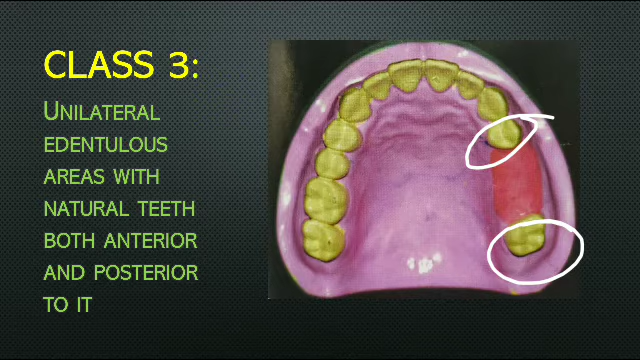 CLASS 3:
UNILATERAL
EDENTULOUS
AREAS WITH
NATURAL TEETH
BOTH ANTERIOR
AND POSTERIOR
TO IT